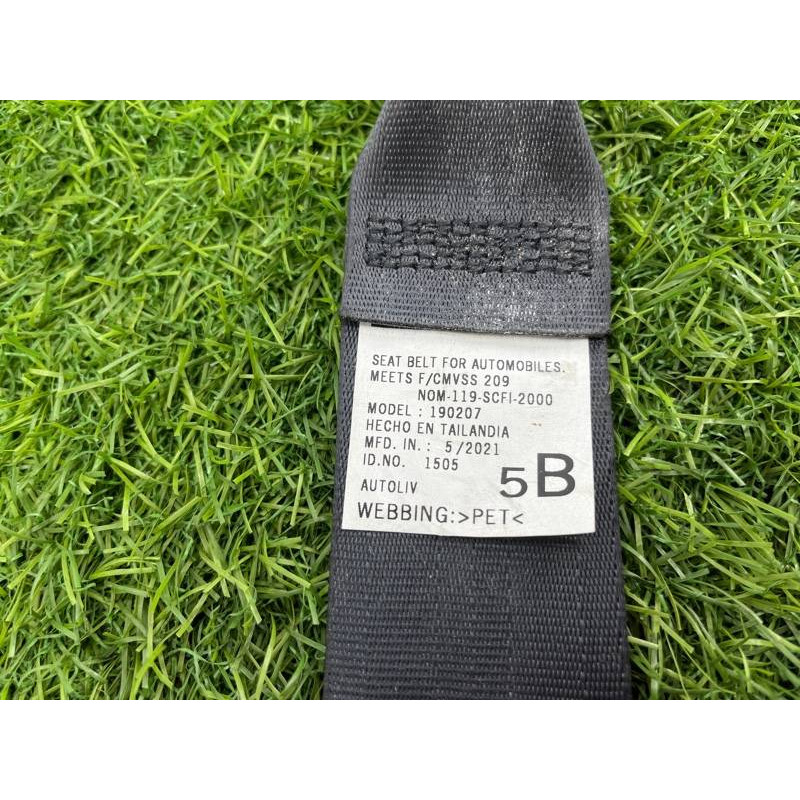 SEAT BELT FOR AUTOMOBILES.
MEETS F/CMVSS 209
NOM-119-SCFI-2000
MODEL : 190207
HECHO EN TAILANDIA
MFD. IN. : 5/2021
ID.NO. 1505
5B
AUTOLIV
WEBBING:>PET<